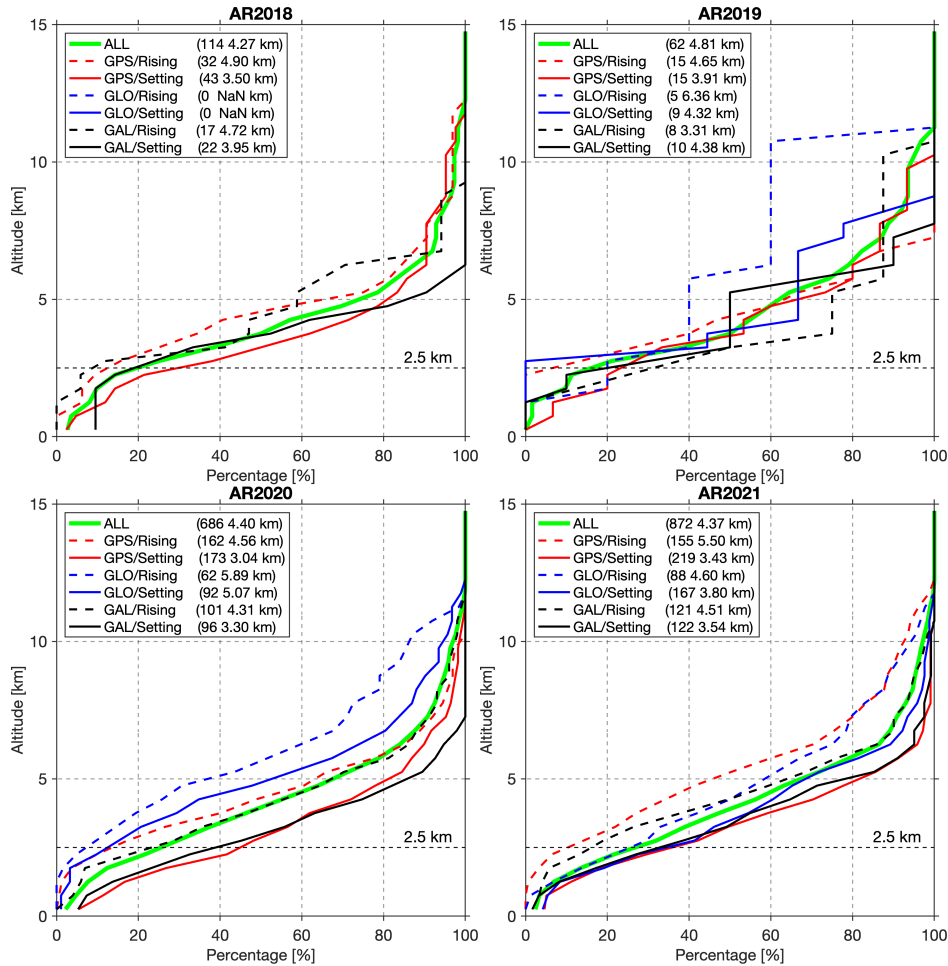 AR2018
15
10
5
0
Altitude [km]
ALL (114 4.27 km)
GPS/Rising (32 4.90 km)
GPS/Setting (43 3.50 km)
GLO/Rising (0 NaN km)
GLO/Setting (0 NaN km)
GAL/Rising (17 4.72 km)
GAL/Setting (22 3.95 km)
2.5 km
0 20 40 60 80 100
Percentage [%]
AR2019
15
10
5
0
Altitude [km]
ALL (62 4.81 km)
GPS/Rising (15 4.65 km)
GPS/Setting (15 3.91 km)
GLO/Rising (5 6.36 km)
GLO/Setting (9 4.32 km)
GAL/Rising (8 3.31 km)
GAL/Setting (10 4.38 km)
2.5 km
0 20 40 60 80 100
Percentage [%]
AR2020
15
10
5
0
Altitude [km]
ALL (686 4.40 km)
GPS/Rising (162 4.56 km)
GPS/Setting (173 3.04 km)
GLO/Rising (62 5.89 km)
GLO/Setting (92 5.07 km)
GAL/Rising (101 4.31 km)
GAL/Setting (96 3.30 km)
2.5 km
0 20 40 60 80 100
Percentage [%]
AR2021
15
10
5
0
Altitude [km]
ALL (872 4.37 km)
GPS/Rising (155 5.50 km)
GPS/Setting (219 3.43 km)
GLO/Rising (88 4.60 km)
GLO/Setting (167 3.80 km)
GAL/Rising (121 4.51 km)
GAL/Setting (122 3.54 km)
2.5 km
0 20 40 60 80 100
Percentage [%]